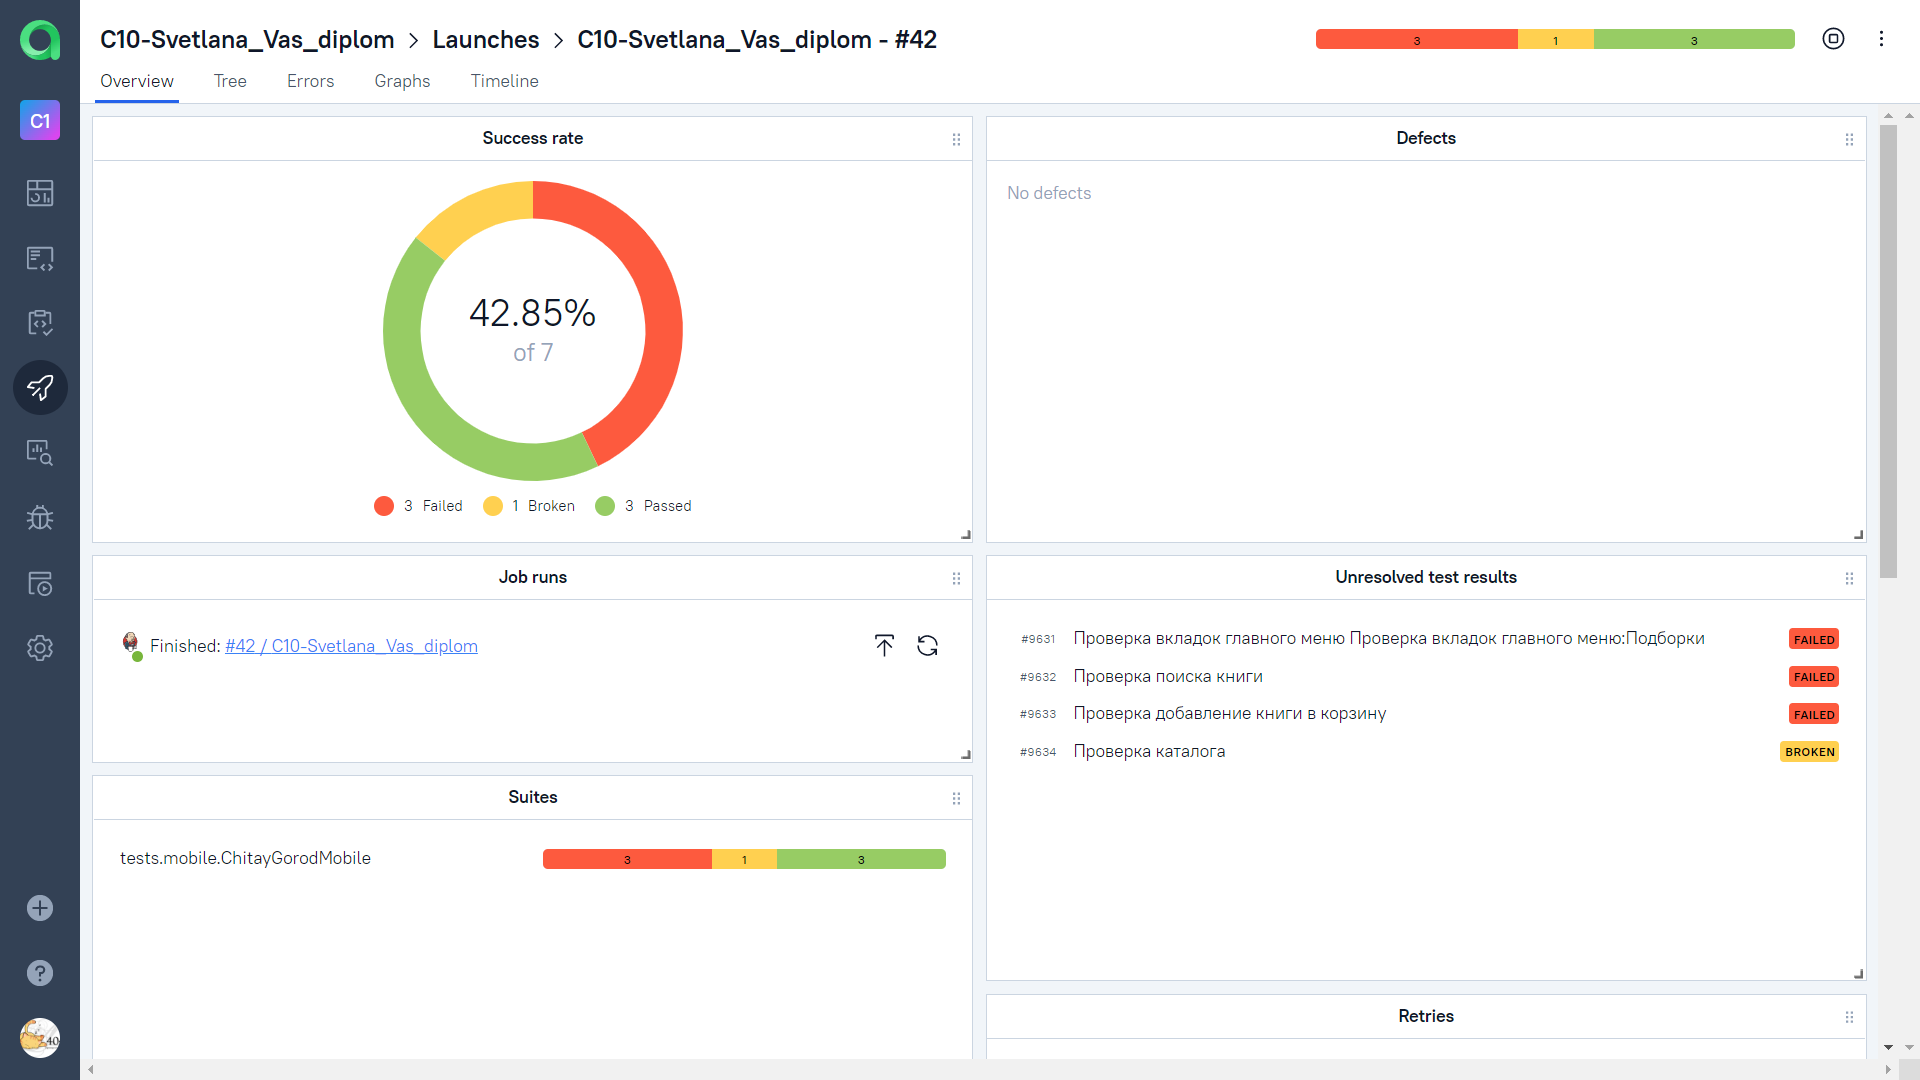 C10-Svetlana_Vas_diplom > Launches > C10-Svetlana_Vas_diplom - #42
3 1 3
Overview Tree Errors Graphs Timeline
C1
Success rate
42.85%
of 7
3 Failed 1 Broken 3 Passed
Defects
No defects
Job runs
Finished: #42 / C10-Svetlana_Vas_diplom
Unresolved test results
#9631 Проверка вкладок главного меню Проверка вкладок главного меню:Подборки FAILED
#9632 Проверка поиска книги FAILED
#9633 Проверка добавление книги в корзину FAILED
#9634 Проверка каталога BROKEN
Suites
tests.mobile.ChitayGorodMobile 3 1 3
Retries
40